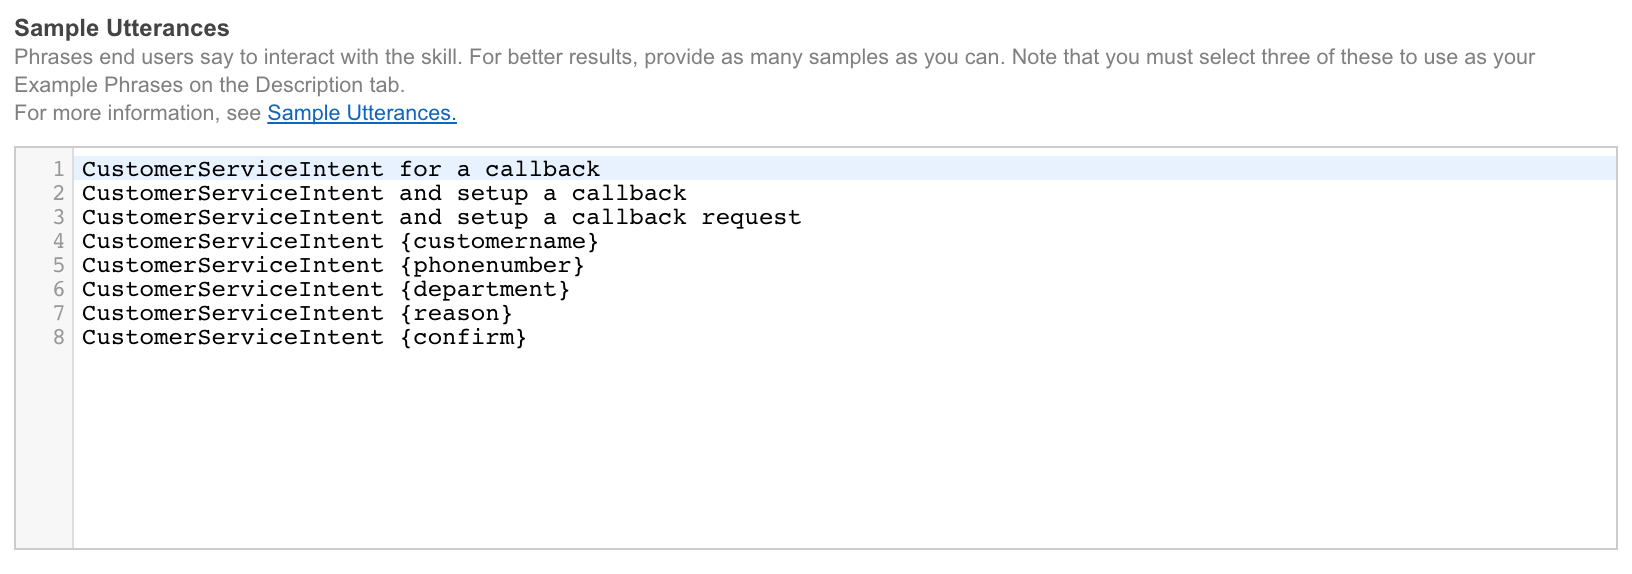 Sample Utterances
Phrases end users say to interact with the skill. For better results, provide as many samples as you can. Note that you must select three of these to use as your
Example Phrases on the Description tab.
For more information, see Sample Utterances.
1 CustomerServiceIntent for a callback
2 CustomerServiceIntent and setup a callback
3 CustomerServiceIntent and setup a callback request
4 CustomerServiceIntent {customername}
5 CustomerServiceIntent {phonenumber}
6 CustomerServiceIntent {department}
7 CustomerServiceIntent {reason}
8 CustomerServiceIntent {confirm}